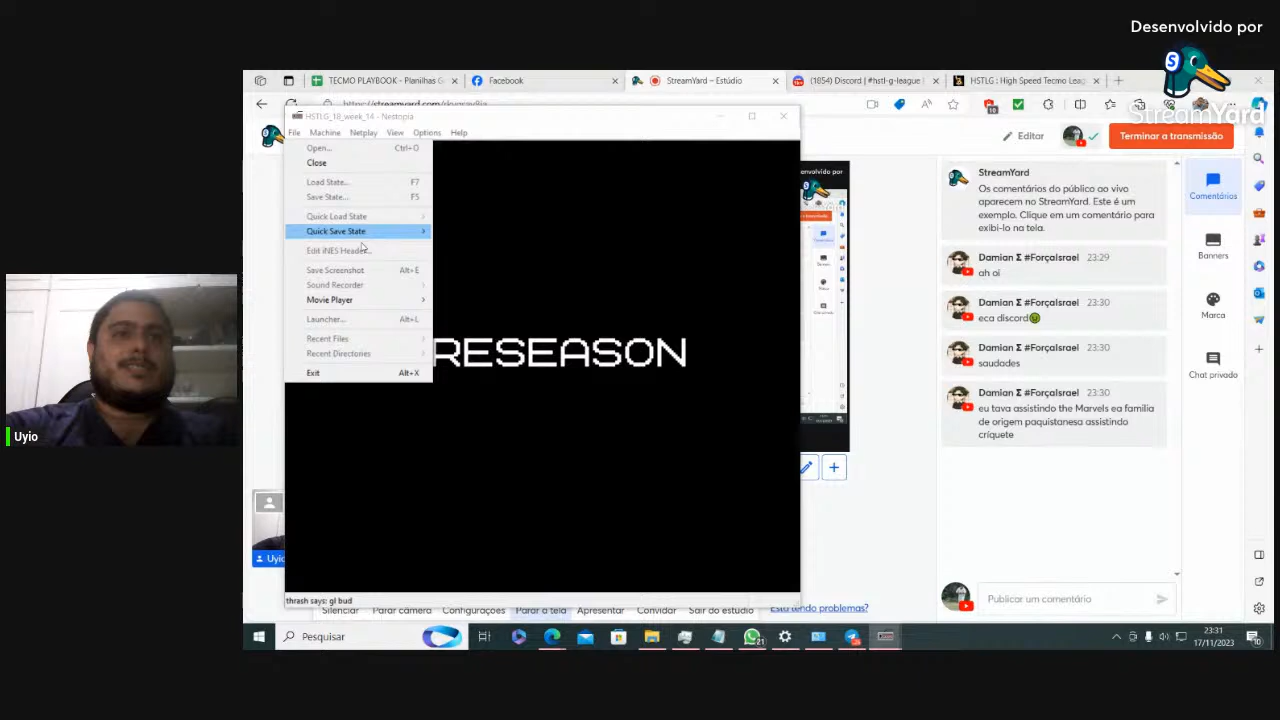 Desenvolvido por
StreamYard
TECMO PLAYBOOK - Planilhas G
Facebook
StreamYard – Estúdio
(1854) Discord | #hstl-g-league
HSTLG : High Speed Tecmo Leag
HSTLG_18_week_14 - Nestopia
File Machine Netplay View Options Help
Open... Ctrl+O
Close
Load State... F7
Save State... F5
Quick Load State
Quick Save State
Edit iNES Header...
Save Screenshot Alt+E
Sound Recorder
Movie Player
Launcher... Alt+L
Recent Files
Recent Directories
Exit Alt+X
RESEASON
thrash says: gl bud
Editar
Terminar a transmissão
StreamYard
Os comentários do público ao vivo
aparecem no StreamYard. Este é um
exemplo. Clique em um comentário para
exibi-lo na tela.
Damian Σ #ForçaIsrael 23:29
ah oi
Damian Σ #ForçaIsrael 23:30
eca discord🤢
Damian Σ #ForçaIsrael 23:30
saudades
Damian Σ #ForçaIsrael 23:30
eu tava assistindo the Marvels ea família
de origem paquistanesa assistindo
críquete
Publicar um comentário
Comentários
Banners
Marca
Chat privado
Uyio
Uyio
Silenciar Parar câmera Configurações Parar a tela Apresentar Convidar Sair do estúdio
Está tendo problemas?
Pesquisar
21
23:31
17/11/2023
10